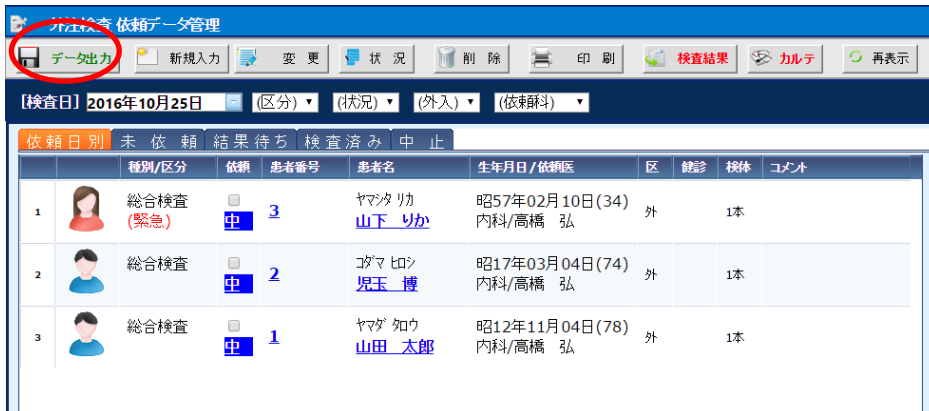 外注検査 依頼データ管理
データ出力 新規入力 変 更 状 況 削 除 印 刷 検査結果 カルテ 再表示
[検査日] 2016年10月25日 (区分) ▼ (状況) ▼ (外入) ▼ (依頼科) ▼
依頼日別 未 依 頼 結果待ち 検査済み 中 止
種別/区分 依頼 患者番号 患者名 生年月日/依頼医 区 健診 検体 コメント
1 総合検査 ヤマシタ リカ 昭57年02月10日(34) 外 1本
(緊急) 中 3 山下 りか 内科/高橋 弘
2 総合検査 コダマ ヒロシ 昭17年03月04日(74) 外 1本
中 2 児玉 博 内科/高橋 弘
3 総合検査 ヤマダ タロウ 昭12年11月04日(78) 外 1本
中 1 山田 太郎 内科/高橋 弘